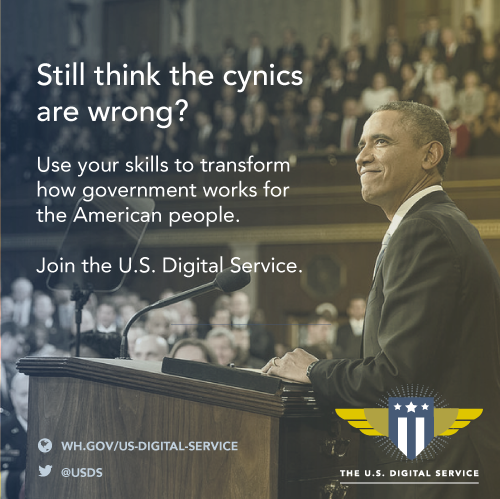 Still think the cynics
are wrong?
Use your skills to transform
how government works for
the American people.
Join the U.S. Digital Service.
WH.GOV/US-DIGITAL-SERVICE
@USDS
THE U.S. DIGITAL SERVICE